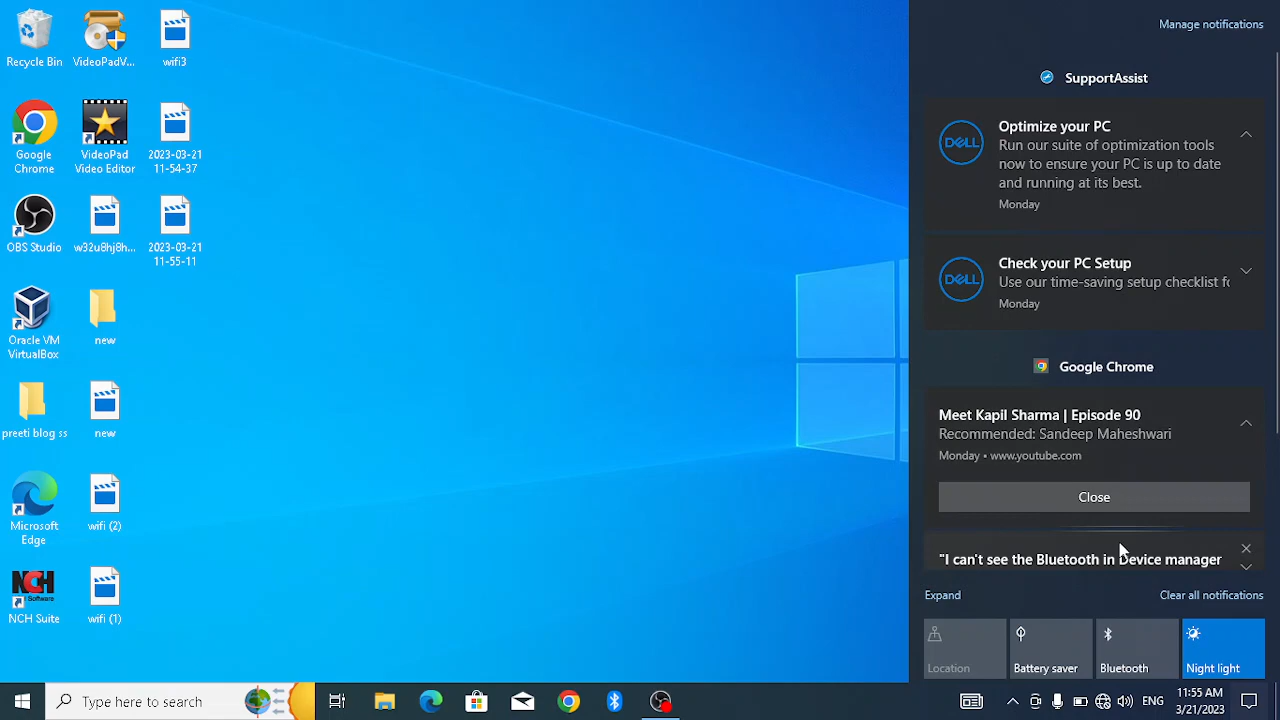 Recycle Bin
VideoPadV...
wifi3
Google
Chrome
VideoPad
Video Editor
2023-03-21
11-54-37
OBS Studio
w32u8hj8h...
2023-03-21
11-55-11
Oracle VM
VirtualBox
new
preeti blog ss
new
Microsoft
Edge
wifi (2)
NCH
Software
NCH Suite
wifi (1)
Manage notifications
SupportAssist
DELL
Optimize your PC
Run our suite of optimization tools
now to ensure your PC is up to date
and running at its best.
Monday
DELL
Check your PC Setup
Use our time-saving setup checklist fo
Monday
Google Chrome
Meet Kapil Sharma | Episode 90
Recommended: Sandeep Maheshwari
Monday • www.youtube.com
Close
"I can't see the Bluetooth in Device manager
Expand
Clear all notifications
Location
Battery saver
Bluetooth
Night light
Type here to search
ENG
11:55 AM
3/21/2023